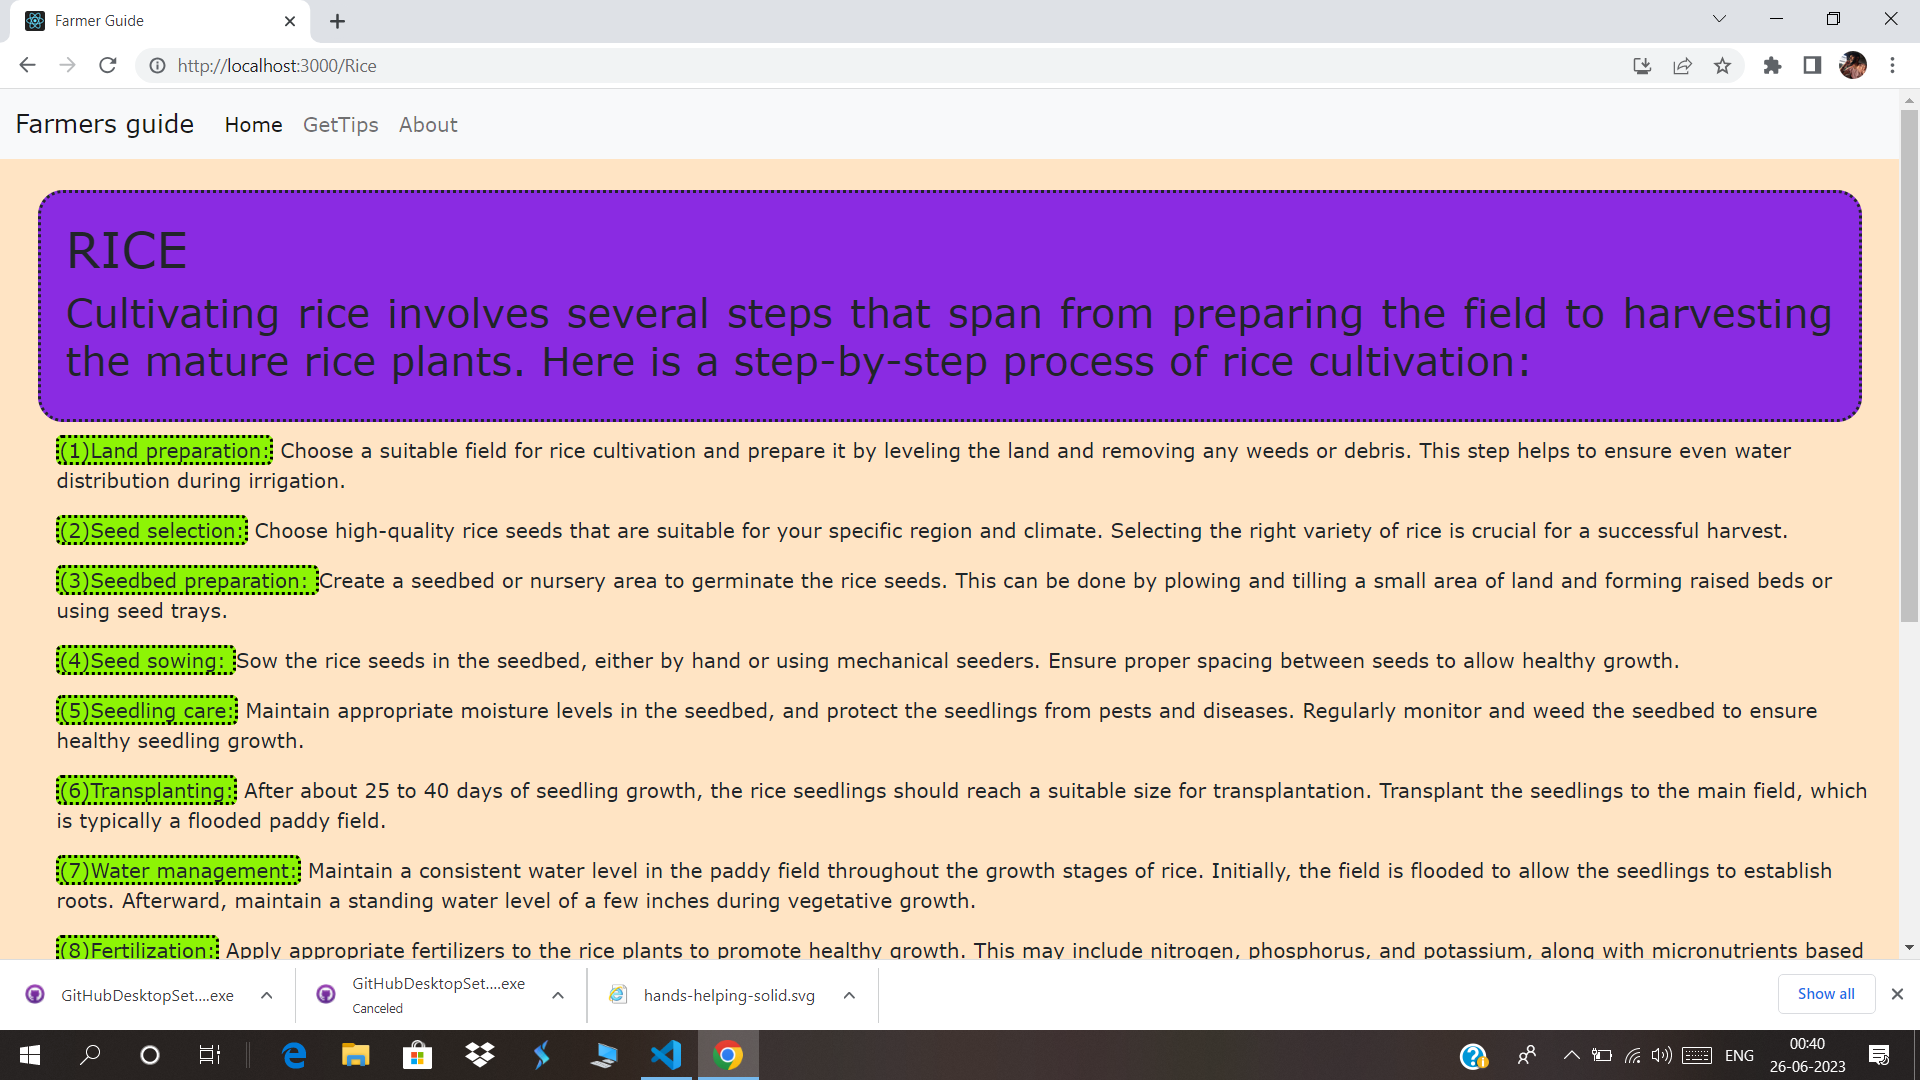 Farmer Guide
http://localhost:3000/Rice
Farmers guide Home GetTips About
RICE
Cultivating rice involves several steps that span from preparing the field to harvesting
the mature rice plants. Here is a step-by-step process of rice cultivation:
(1)Land preparation: Choose a suitable field for rice cultivation and prepare it by leveling the land and removing any weeds or debris. This step helps to ensure even water
distribution during irrigation.
(2)Seed selection: Choose high-quality rice seeds that are suitable for your specific region and climate. Selecting the right variety of rice is crucial for a successful harvest.
(3)Seedbed preparation: Create a seedbed or nursery area to germinate the rice seeds. This can be done by plowing and tilling a small area of land and forming raised beds or
using seed trays.
(4)Seed sowing: Sow the rice seeds in the seedbed, either by hand or using mechanical seeders. Ensure proper spacing between seeds to allow healthy growth.
(5)Seedling care: Maintain appropriate moisture levels in the seedbed, and protect the seedlings from pests and diseases. Regularly monitor and weed the seedbed to ensure
healthy seedling growth.
(6)Transplanting: After about 25 to 40 days of seedling growth, the rice seedlings should reach a suitable size for transplantation. Transplant the seedlings to the main field, which
is typically a flooded paddy field.
(7)Water management: Maintain a consistent water level in the paddy field throughout the growth stages of rice. Initially, the field is flooded to allow the seedlings to establish
roots. Afterward, maintain a standing water level of a few inches during vegetative growth.
(8)Fertilization: Apply appropriate fertilizers to the rice plants to promote healthy growth. This may include nitrogen, phosphorus, and potassium, along with micronutrients based
GitHubDesktopSet....exe
GitHubDesktopSet....exe
Canceled
hands-helping-solid.svg
Show all
ENG
00:40
26-06-2023